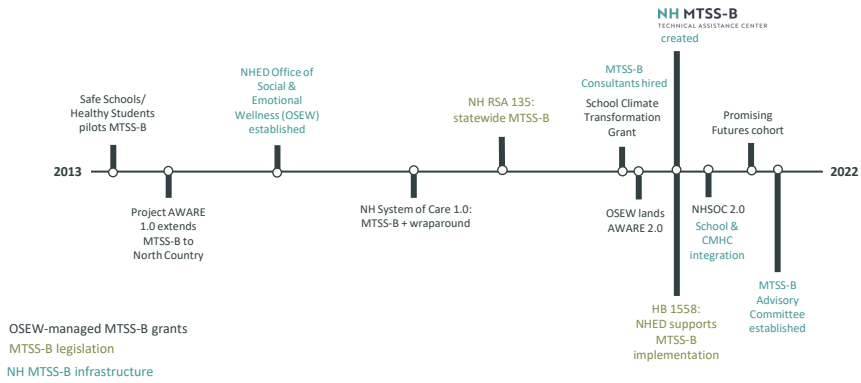 NH MTSS-B
TECHNICAL ASSISTANCE CENTER
created
Safe Schools/
Healthy Students
pilots MTSS-B
NHED Office of
Social &
Emotional
Wellness (OSEW)
established
NH RSA 135:
statewide MTSS-B
MTSS-B
Consultants hired
School Climate
Transformation
Grant
Promising
Futures cohort
2013
2022
Project AWARE
1.0 extends
MTSS-B to
North Country
NH System of Care 1.0:
MTSS-B + wraparound
OSEW lands
AWARE 2.0
NHSOC 2.0
School &
CMHC
integration
HB 1558:
NHED supports
MTSS-B
implementation
MTSS-B
Advisory
Committee
established
OSEW-managed MTSS-B grants
MTSS-B legislation
NH MTSS-B infrastructure